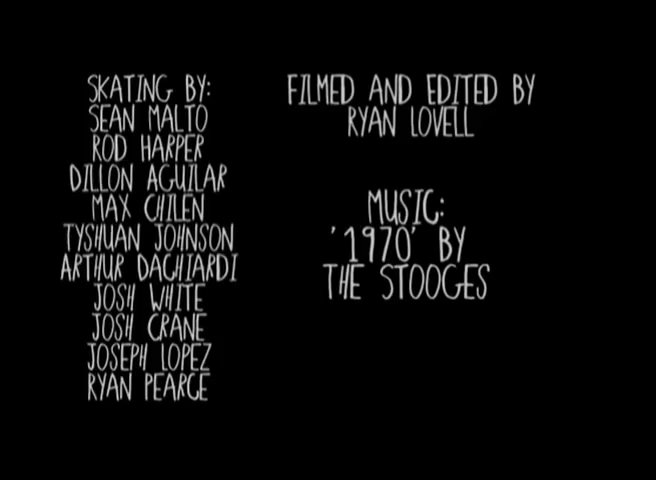 SKATING BY:
SEAN MALTO
ROD HARPER
DILLON AGUILAR
MAX CHILEN
TYSHUAN JOHNSON
ARTHUR DACHIARDI
JOSH WHITE
JOSH CRANE
JOSEPH LOPEZ
RYAN PEARCE
FILMED AND EDITED BY
RYAN LOVELL
MUSIC:
'1970' BY
THE STOOGES